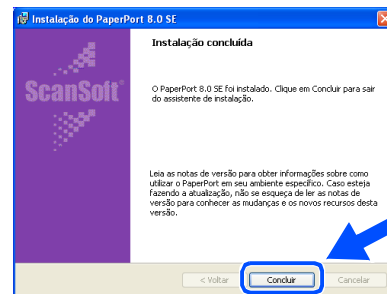 Instalação do PaperPort 8.0 SE
Instalação concluída
ScanSoft®
O PaperPort 8.0 SE foi instalado. Clique em Concluir para sair
do assistente de instalação.
Leia as notas de versão para obter informações sobre como
utilizar o PaperPort em seu ambiente específico. Caso esteja
fazendo a atualização, não se esqueça de ler as notas de
versão para conhecer as mudanças e os novos recursos desta
versão.
< Voltar
Concluir
Cancelar